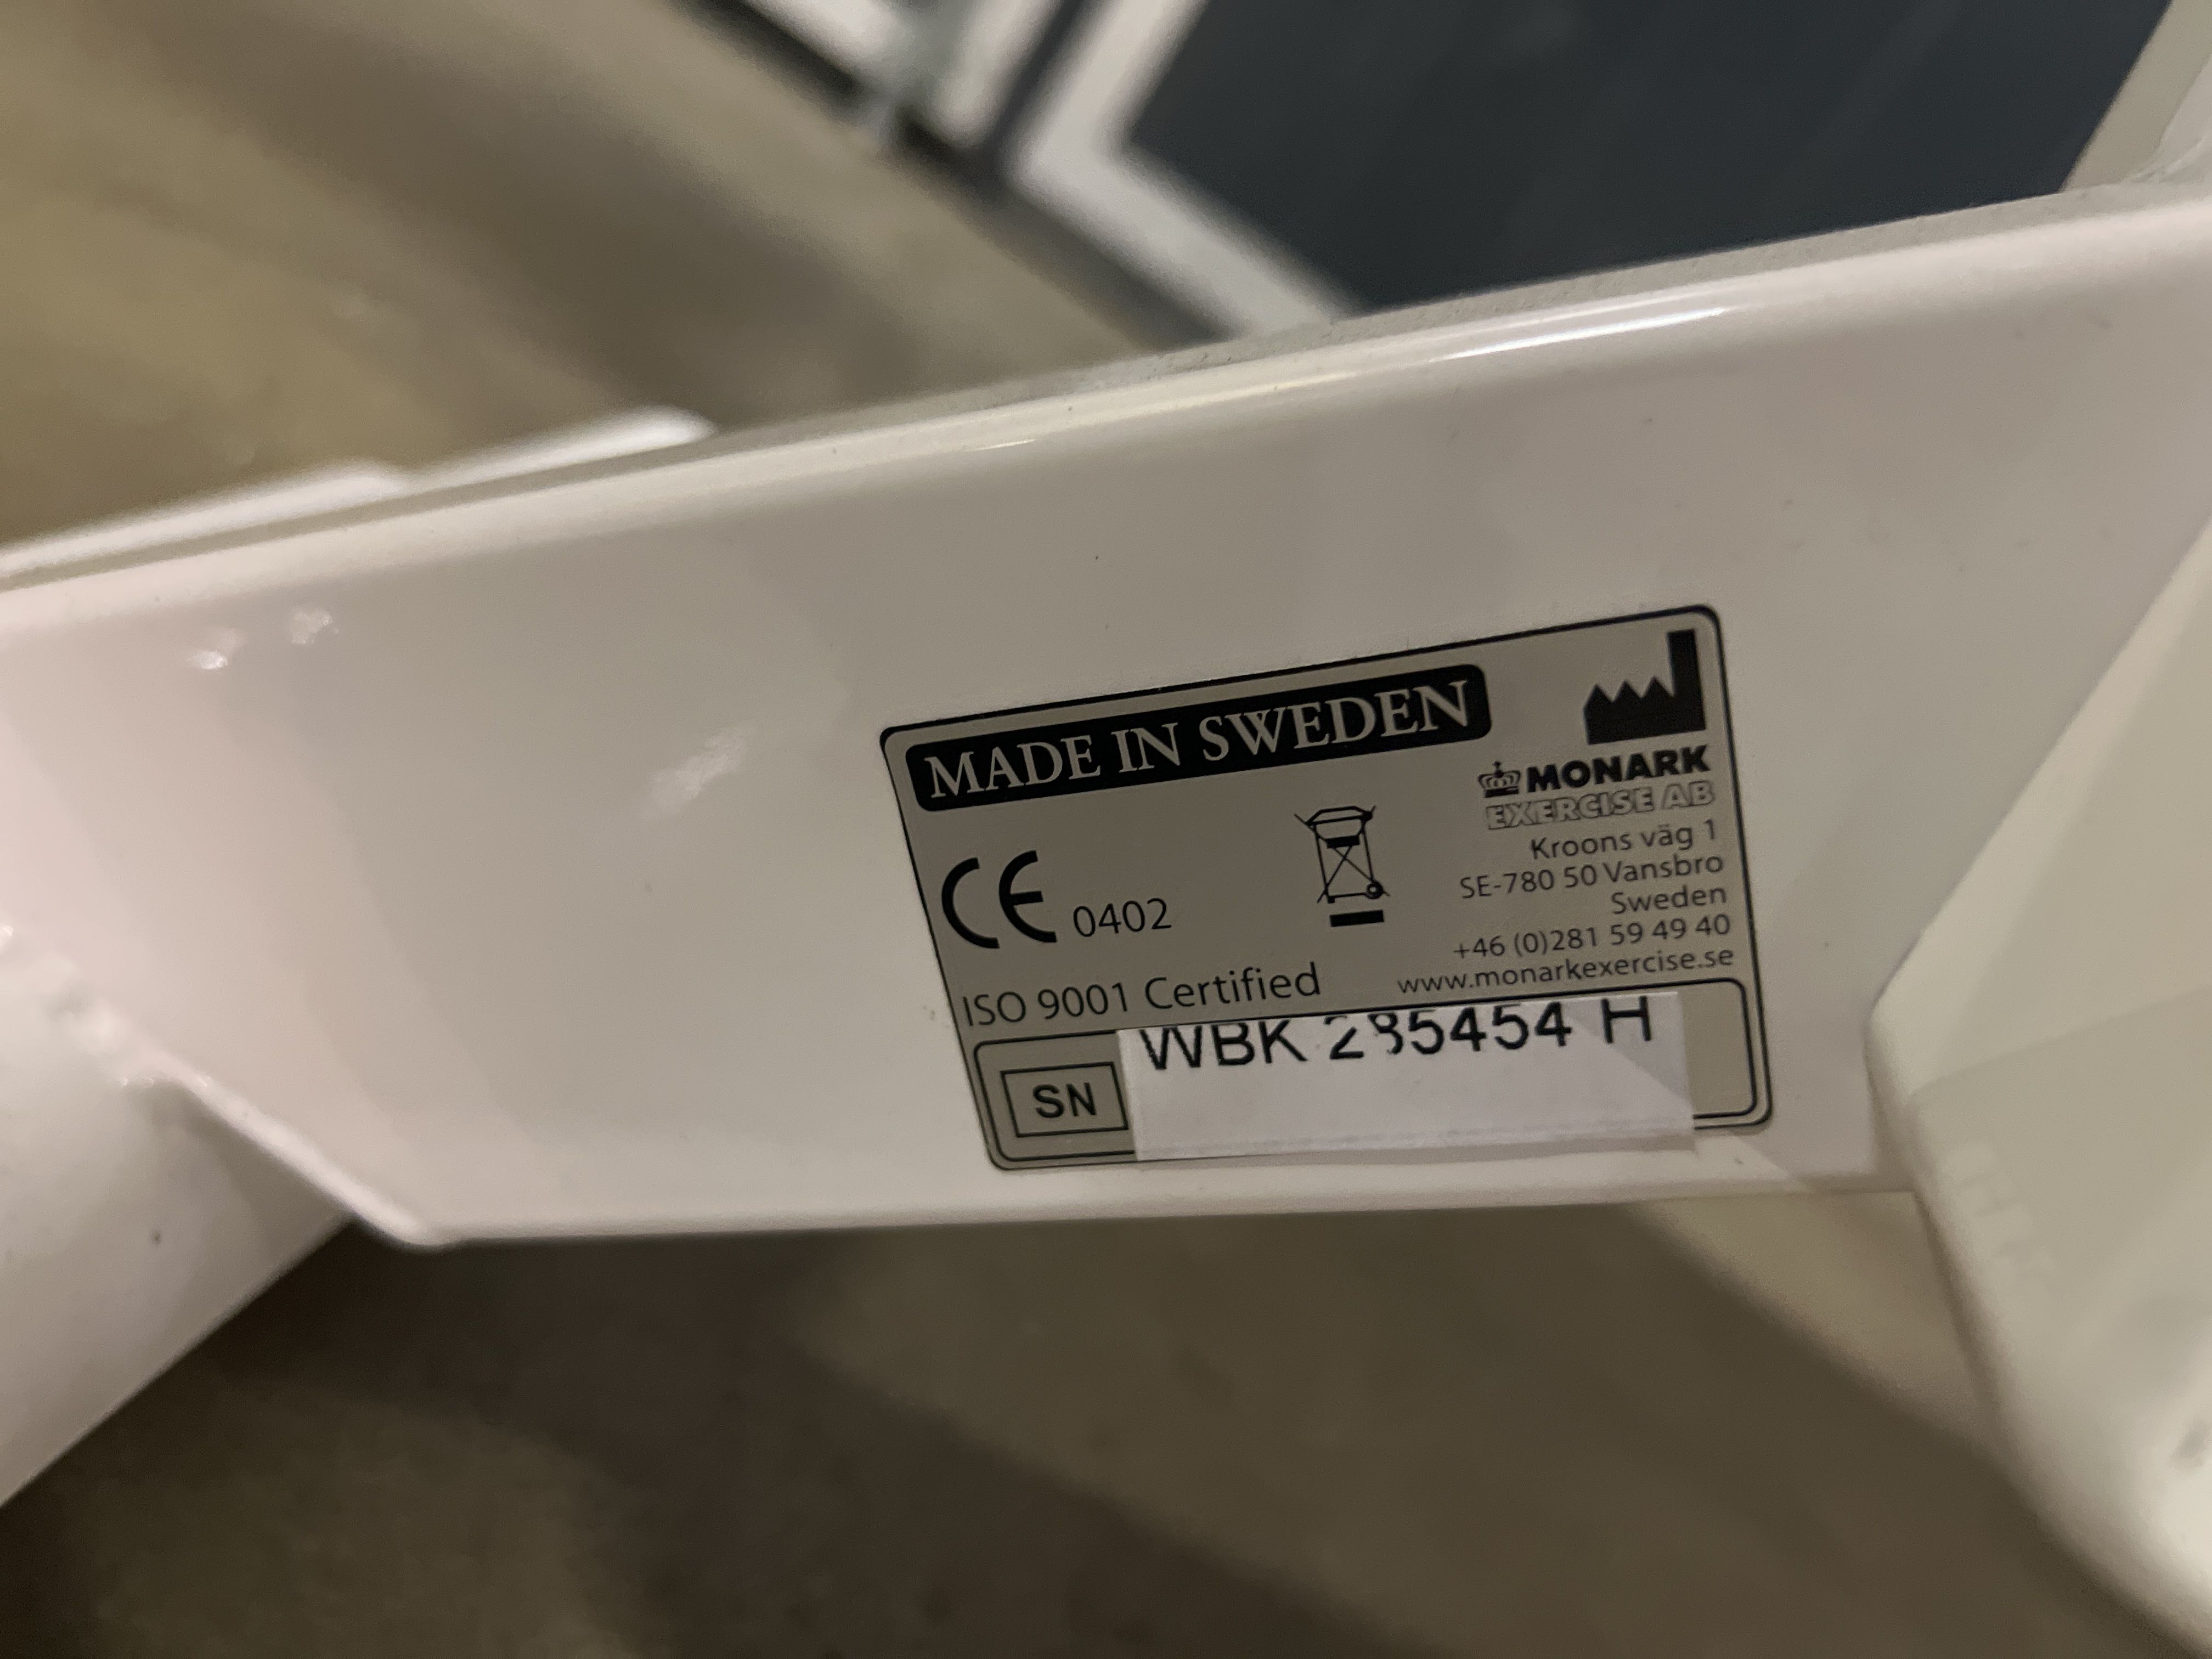 MADE IN SWEDEN
MONARK
EXERCISE AB
Kroons väg 1
SE-780 50 Vansbro
Sweden
+46 (0)281 59 49 40
www.monarkexercise.se
CE 0402
ISO 9001 Certified
SN WBK 285454 H